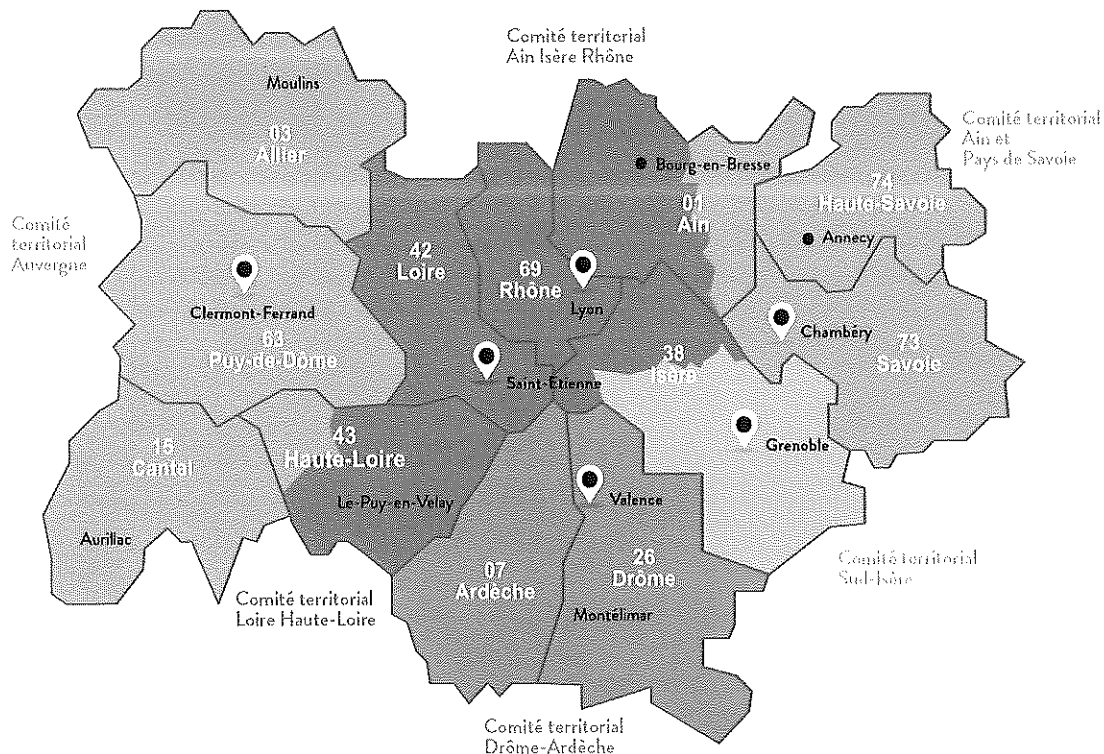 Comité territorial
Ain Isère Rhône
Moulins
03
Allier
Bourg-en-Bresse
Comité territorial
Ain et
Pays de Savoie
01
Ain
74
Haute-Savoie
Annecy
Comité
territorial
Auvergne
42
Loire
69
Rhône
Lyon
Clermont-Ferrand
63
Puy-de-Dôme
Chambéry
73
Savoie
38
Isère
Saint-Étienne
Grenoble
15
Cantal
43
Haute-Loire
Le-Puy-en-Velay
Valence
Aurillac
07
Ardèche
26
Drôme
Montélimar
Comité territorial
Sud-Isère
Comité territorial
Loire Haute-Loire
Comité territorial
Drôme-Ardèche